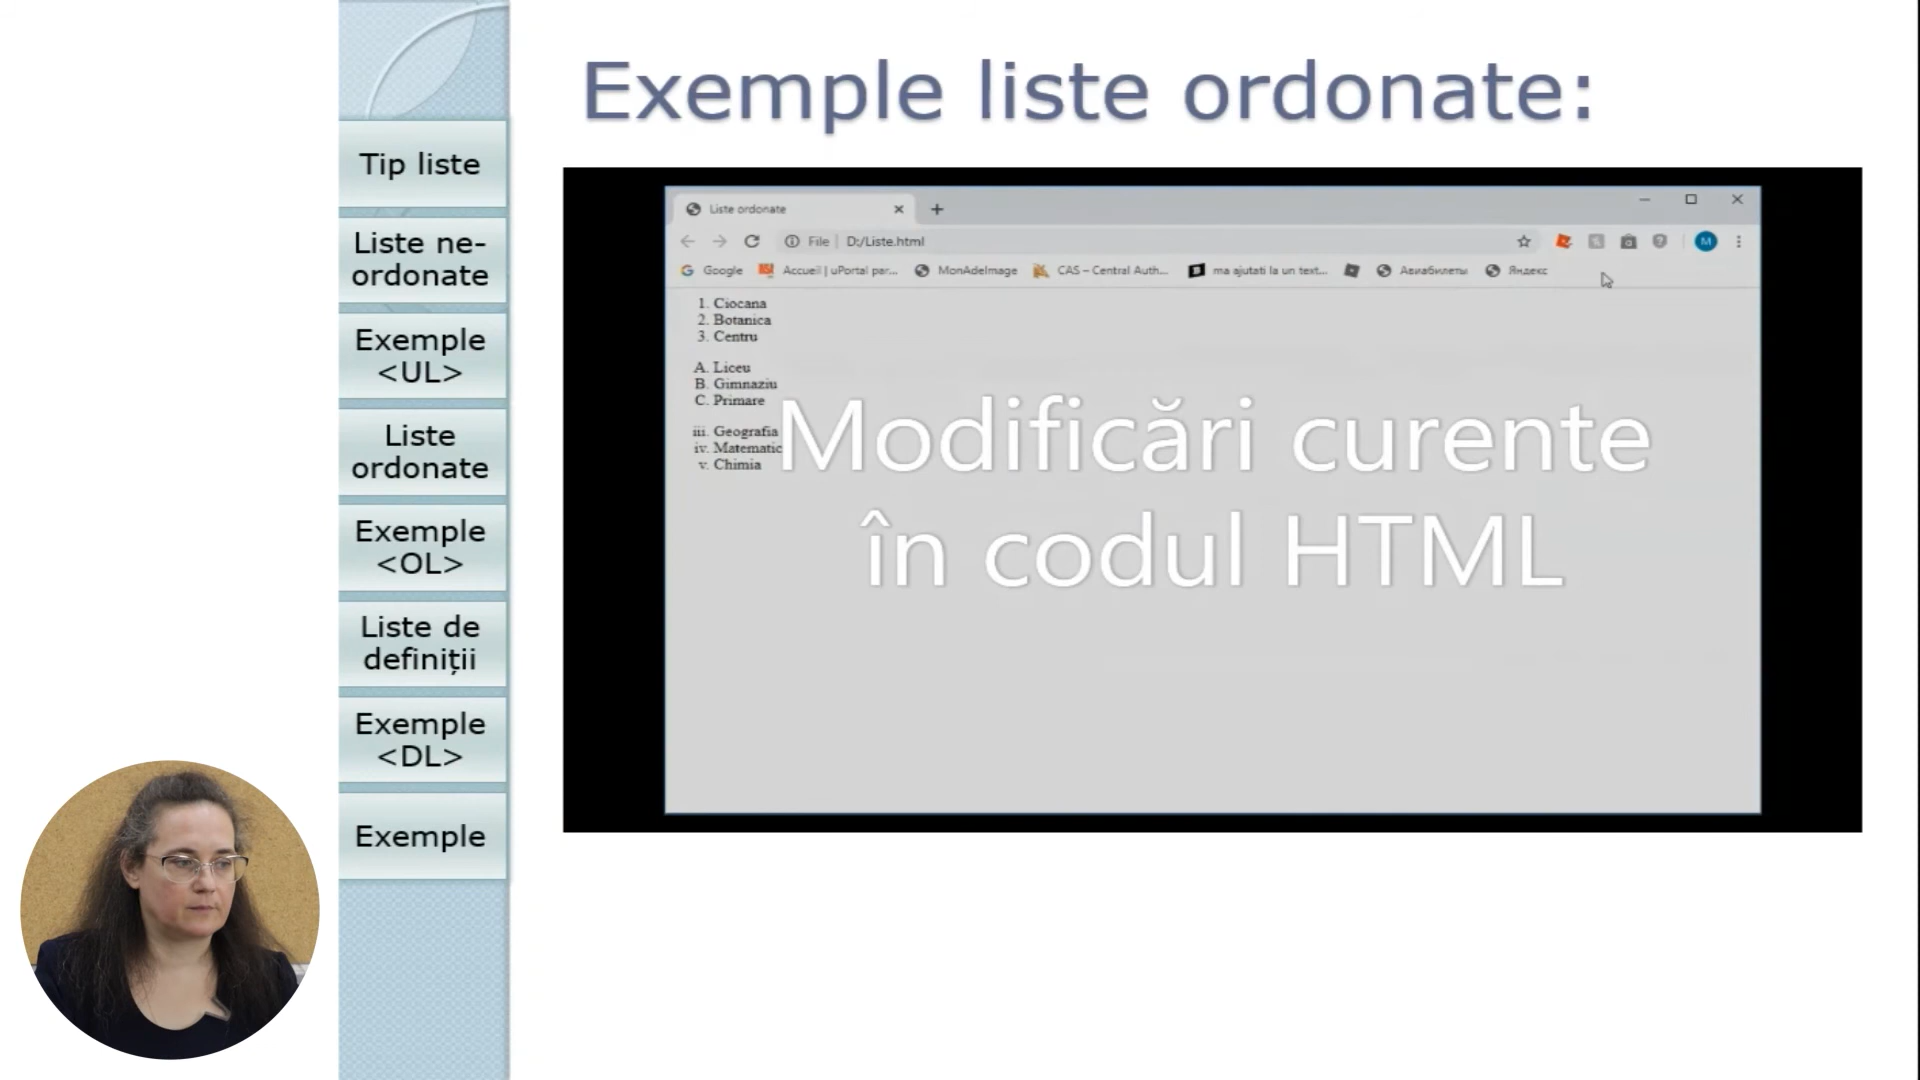 Exemple liste ordonate:
Tip liste
Liste ne-
ordonate
Exemple
<UL>
Liste
ordonate
Exemple
<OL>
Liste de
definiții
Exemple
<DL>
Exemple
Liste ordonate
File D:/Liste.html
M
Google Accueil | uPortal par... MonAdeImage CAS – Central Auth... ma ajutati la un text... Авиабилеты Яндекс
1. Ciocana
2. Botanica
3. Centru
A. Liceu
B. Gimnaziu
C. Primare
iii. Geografia
iv. Matematic
v. Chimia
Modificări curente
în codul HTML